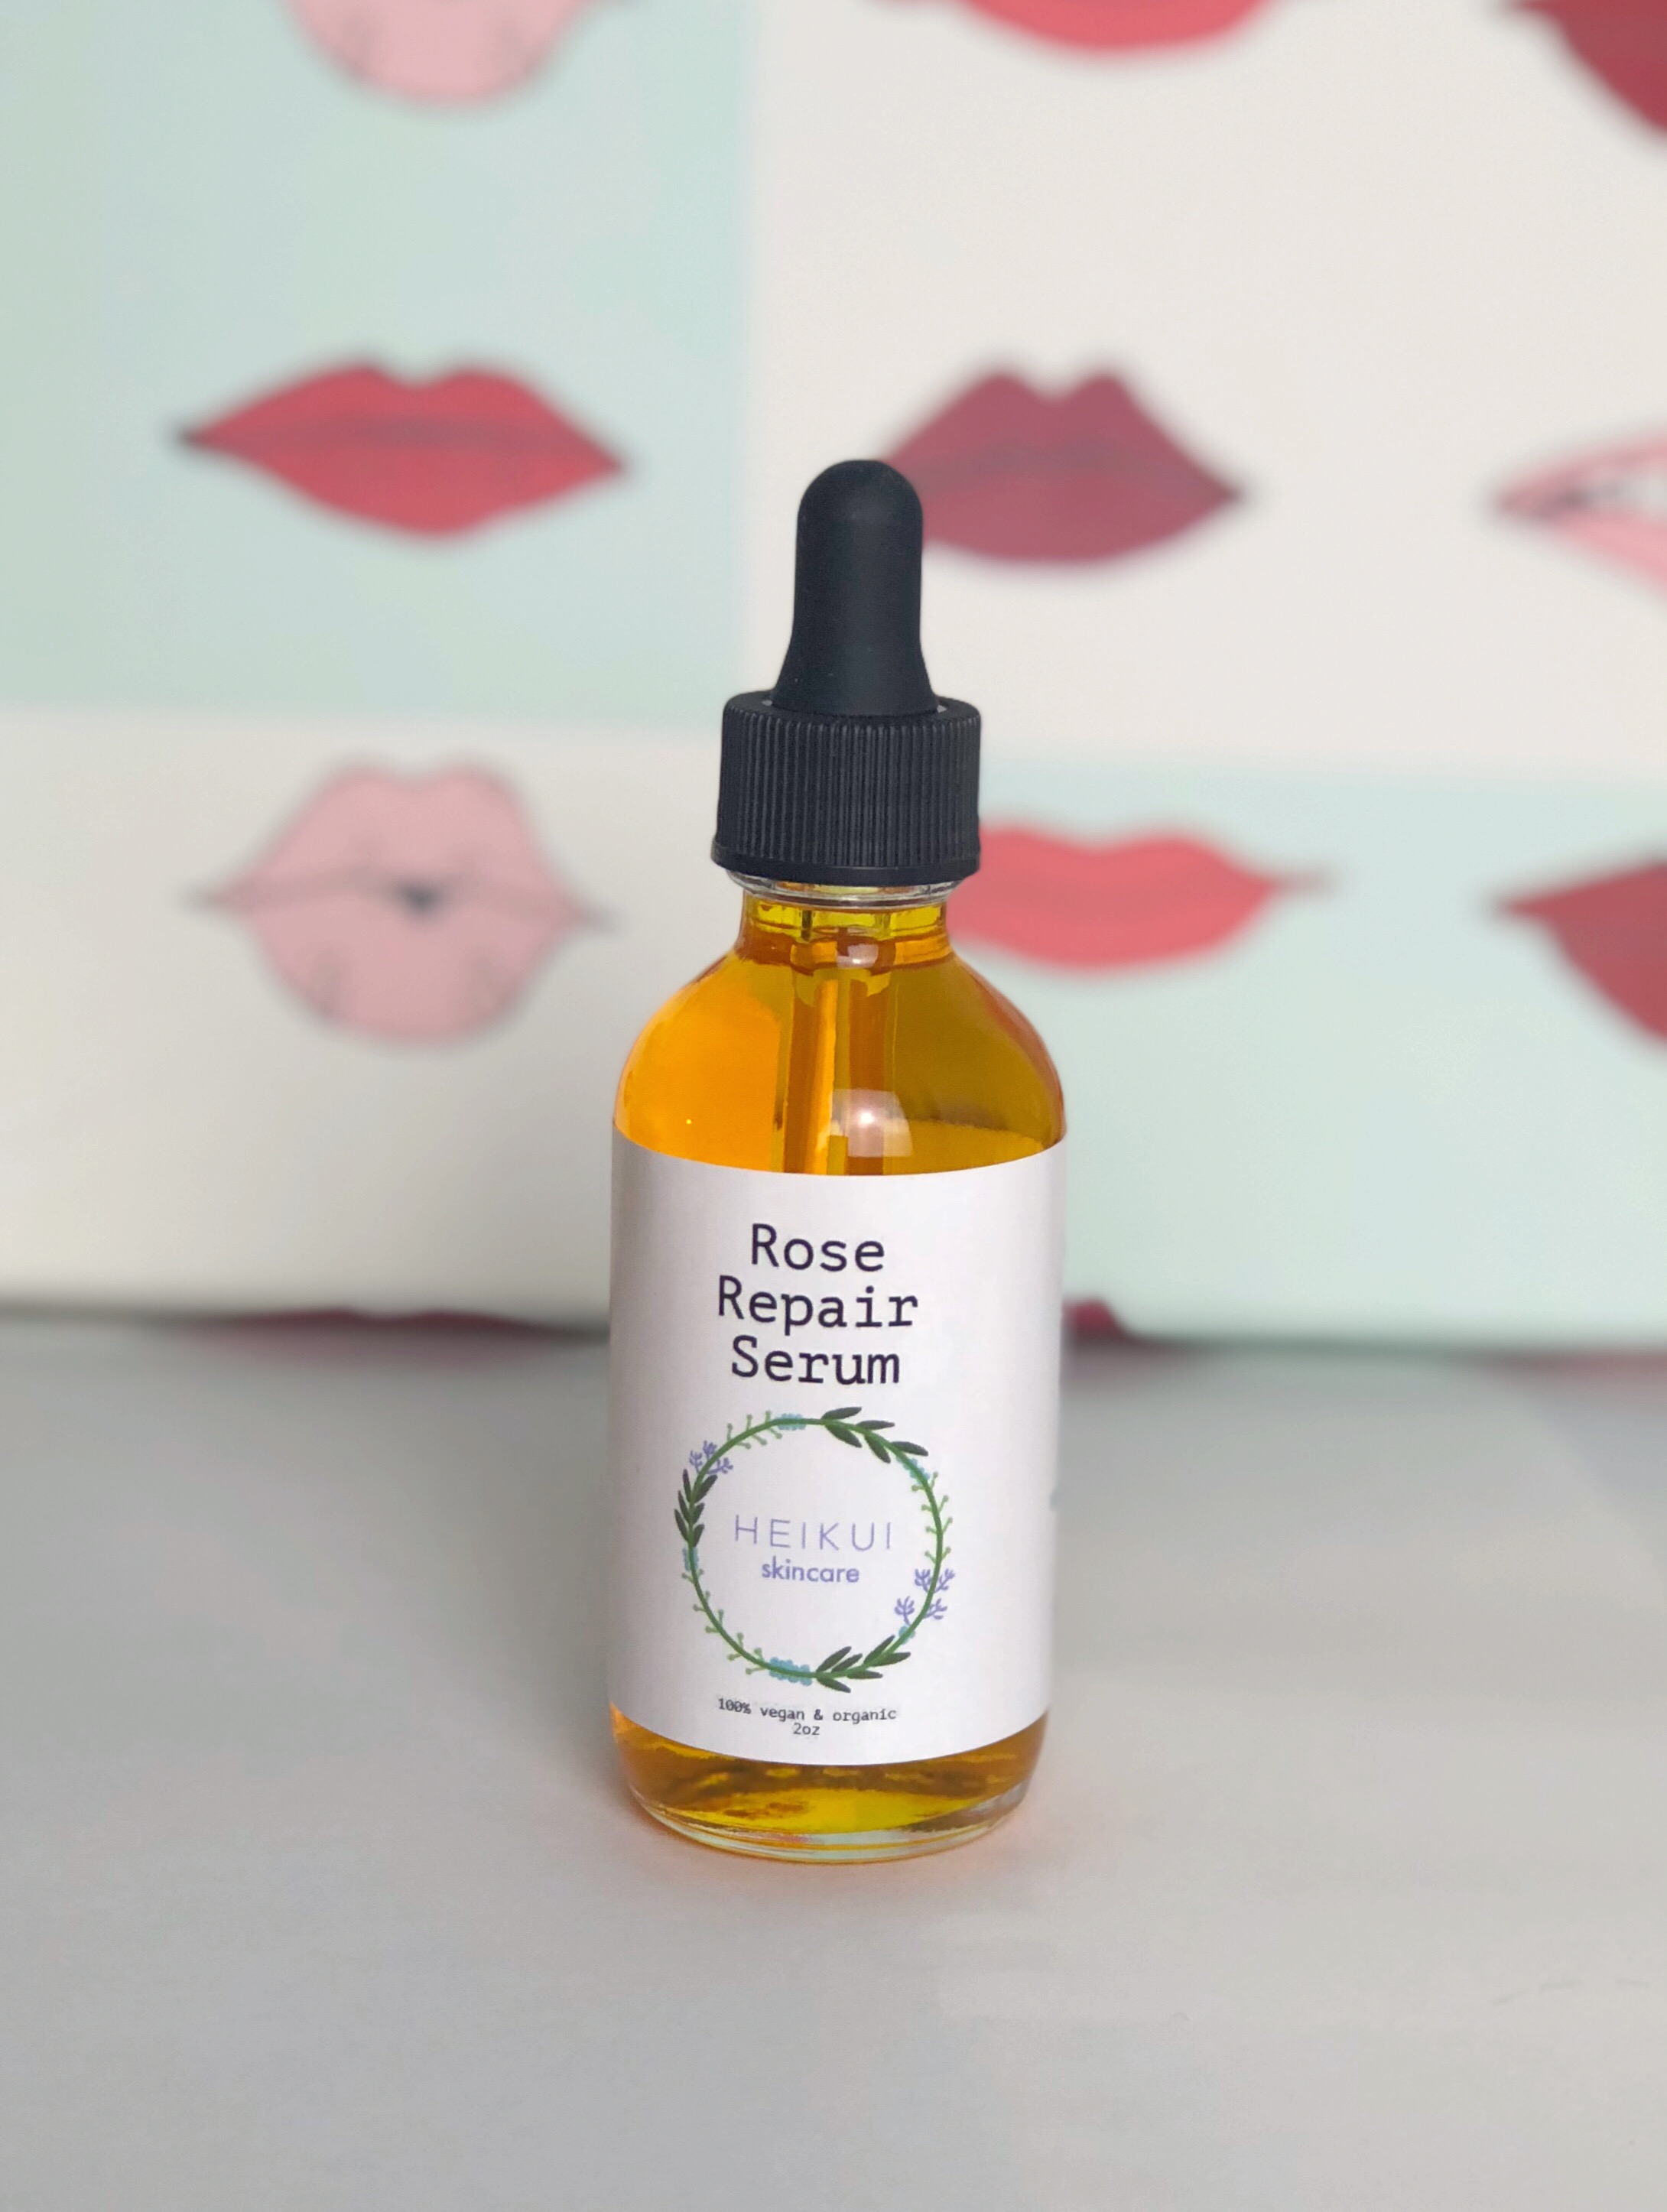 Rose
Repair
Serum
HEIKUI
skincare
100% vegan & organic
2oz